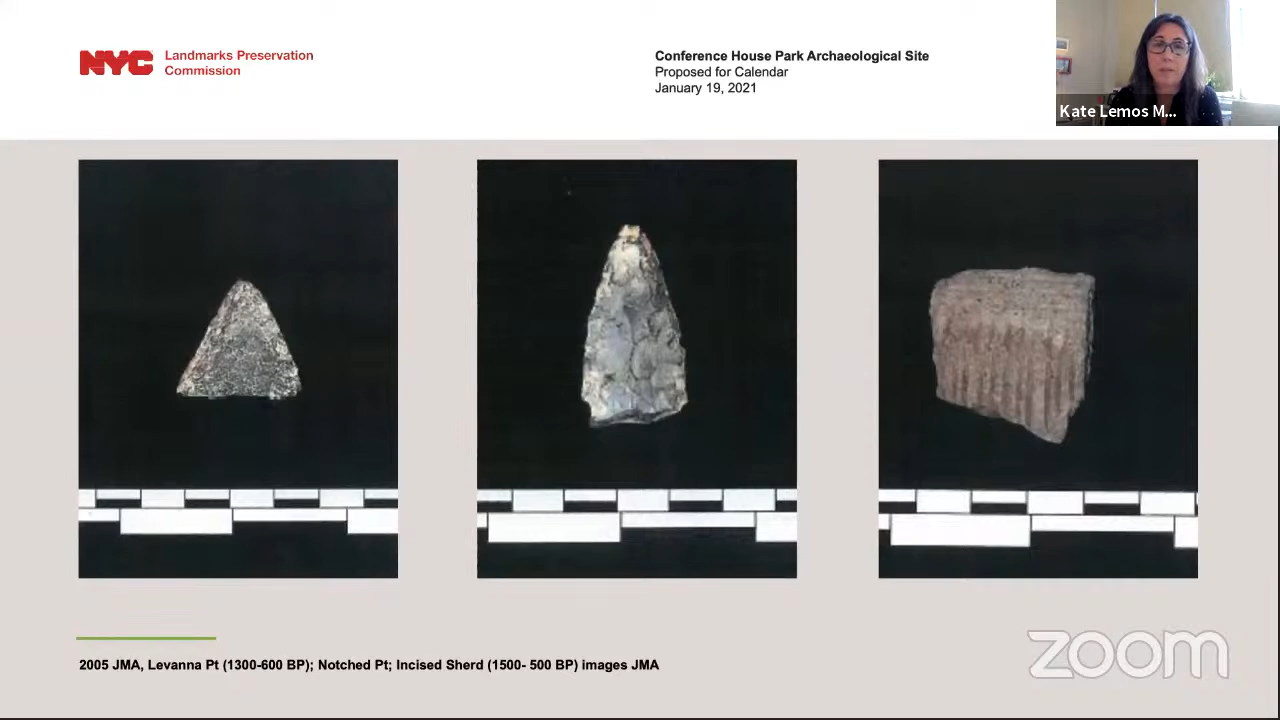 NYC Landmarks Preservation
Commission
Conference House Park Archaeological Site
Proposed for Calendar
January 19, 2021
Kate Lemos M...
2005 JMA, Levanna Pt (1300-600 BP); Notched Pt; Incised Sherd (1500- 500 BP) images JMA
zoom